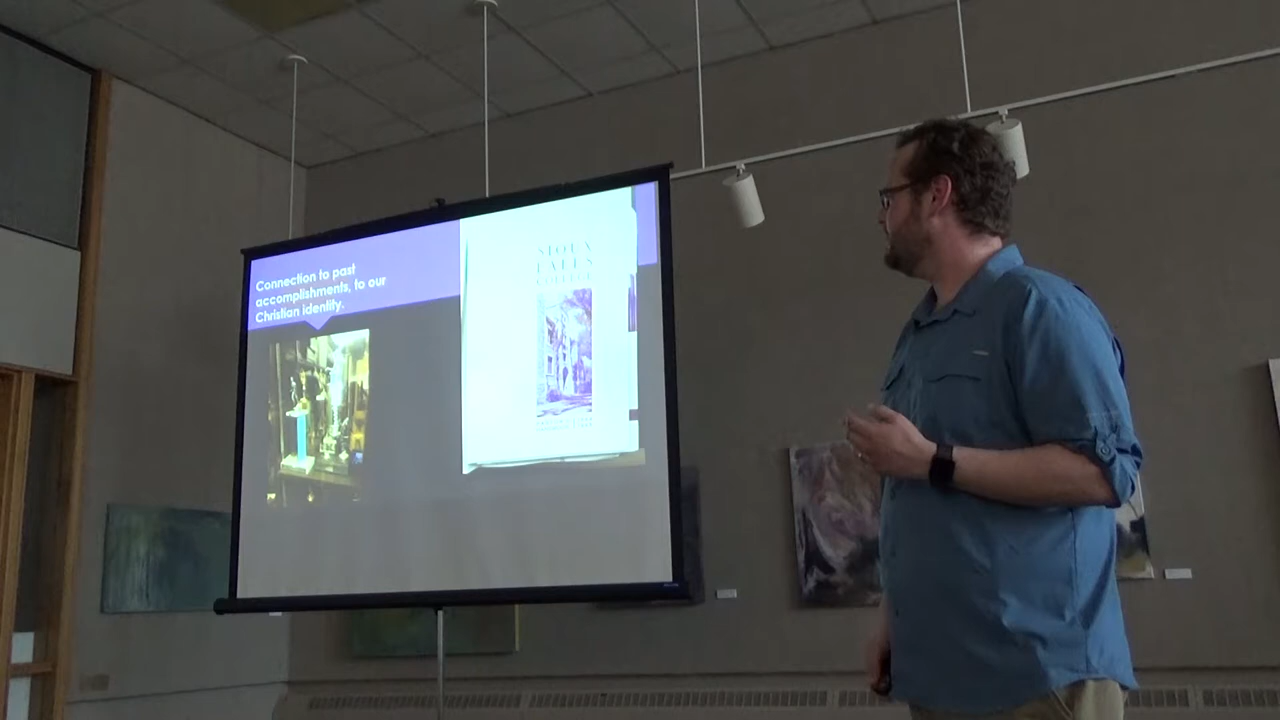 Connection to past
accomplishments, to our
Christian identity.
SIOUX
FALLS
COLLEGE